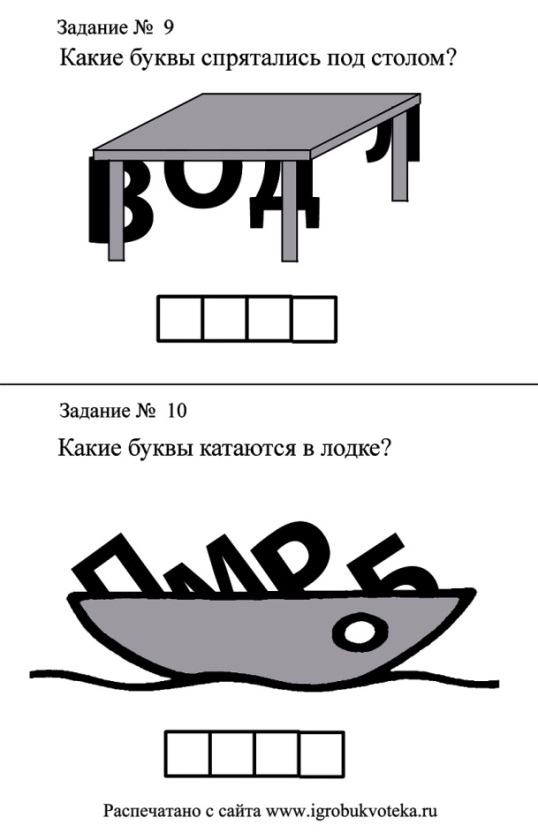 Задание № 9
Какие буквы спрятались под столом?
В О Д Л
Задание № 10
Какие буквы катаются в лодке?
П М Р Б
Распечатано с сайта www.igrobukvoteka.ru